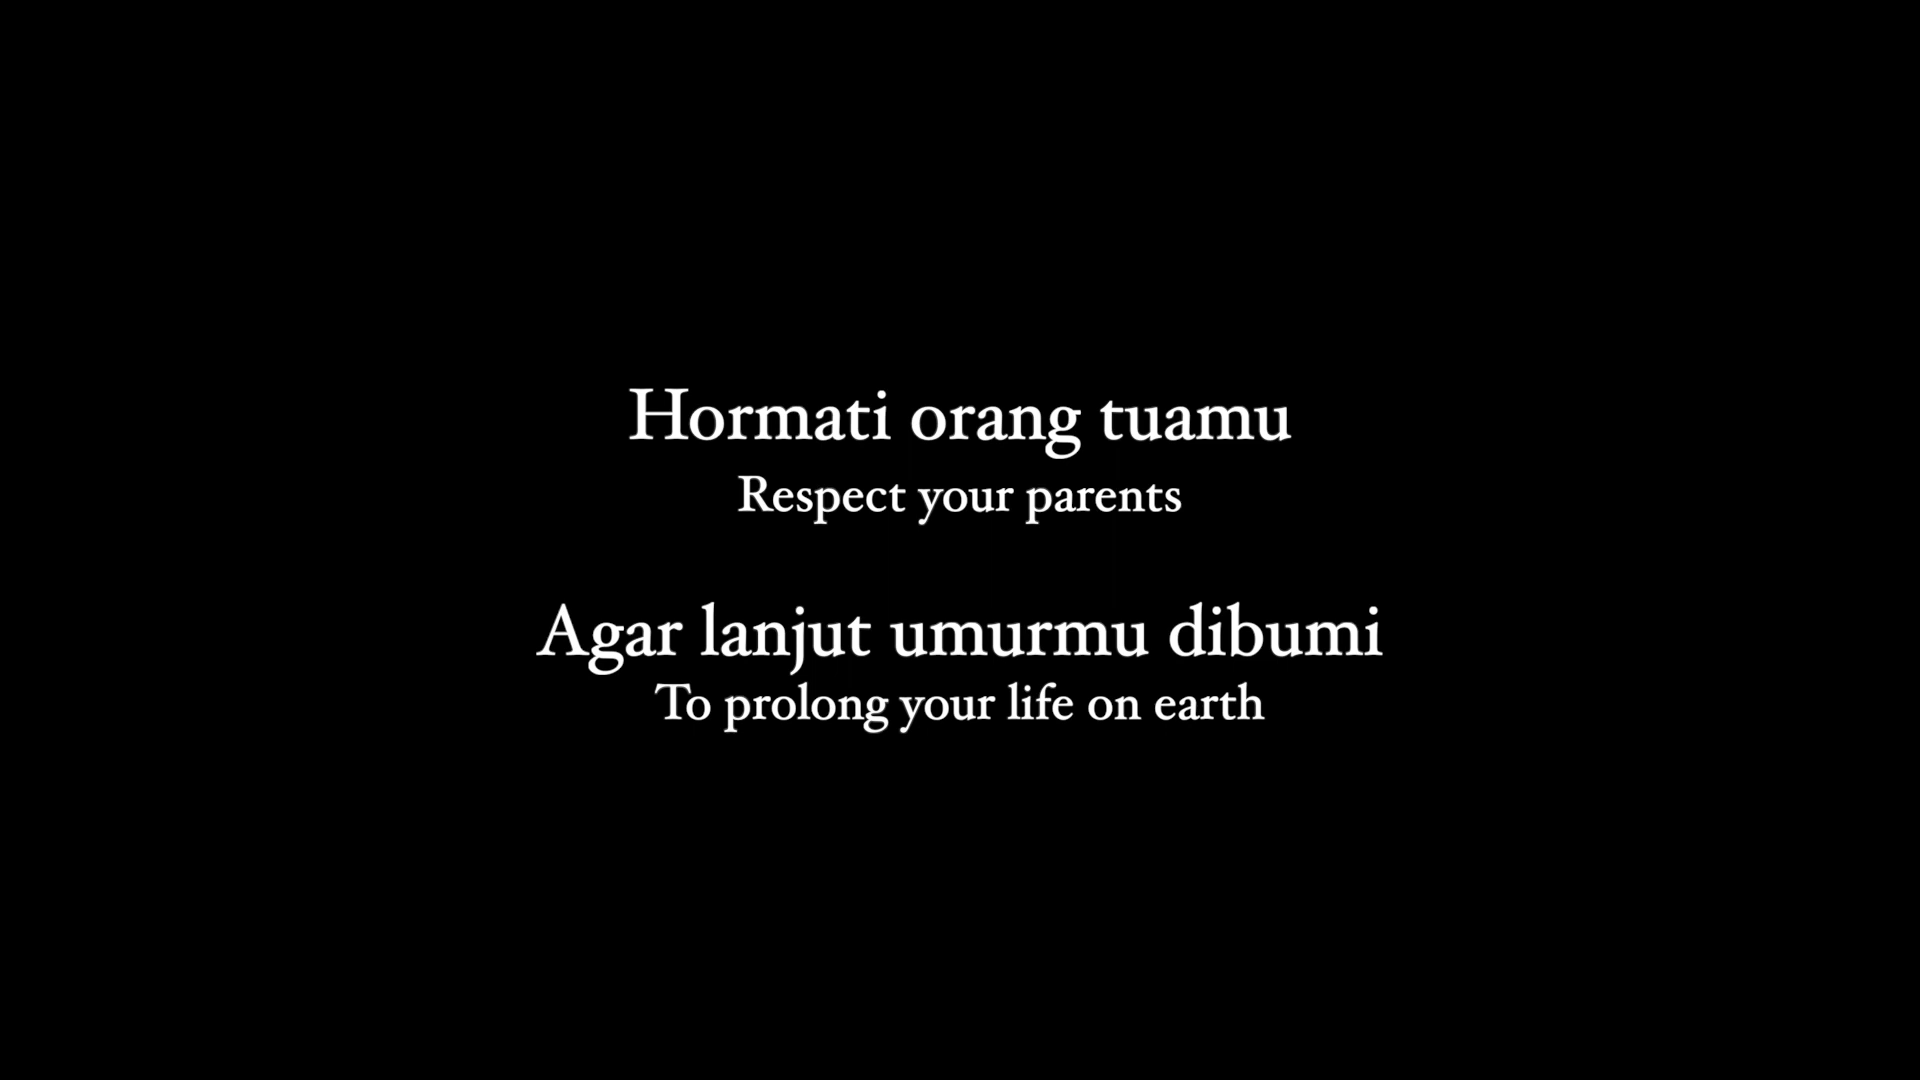 Hormati orang tuamu
Respect your parents
Agar lanjut umurmu dibumi
To prolong your life on earth